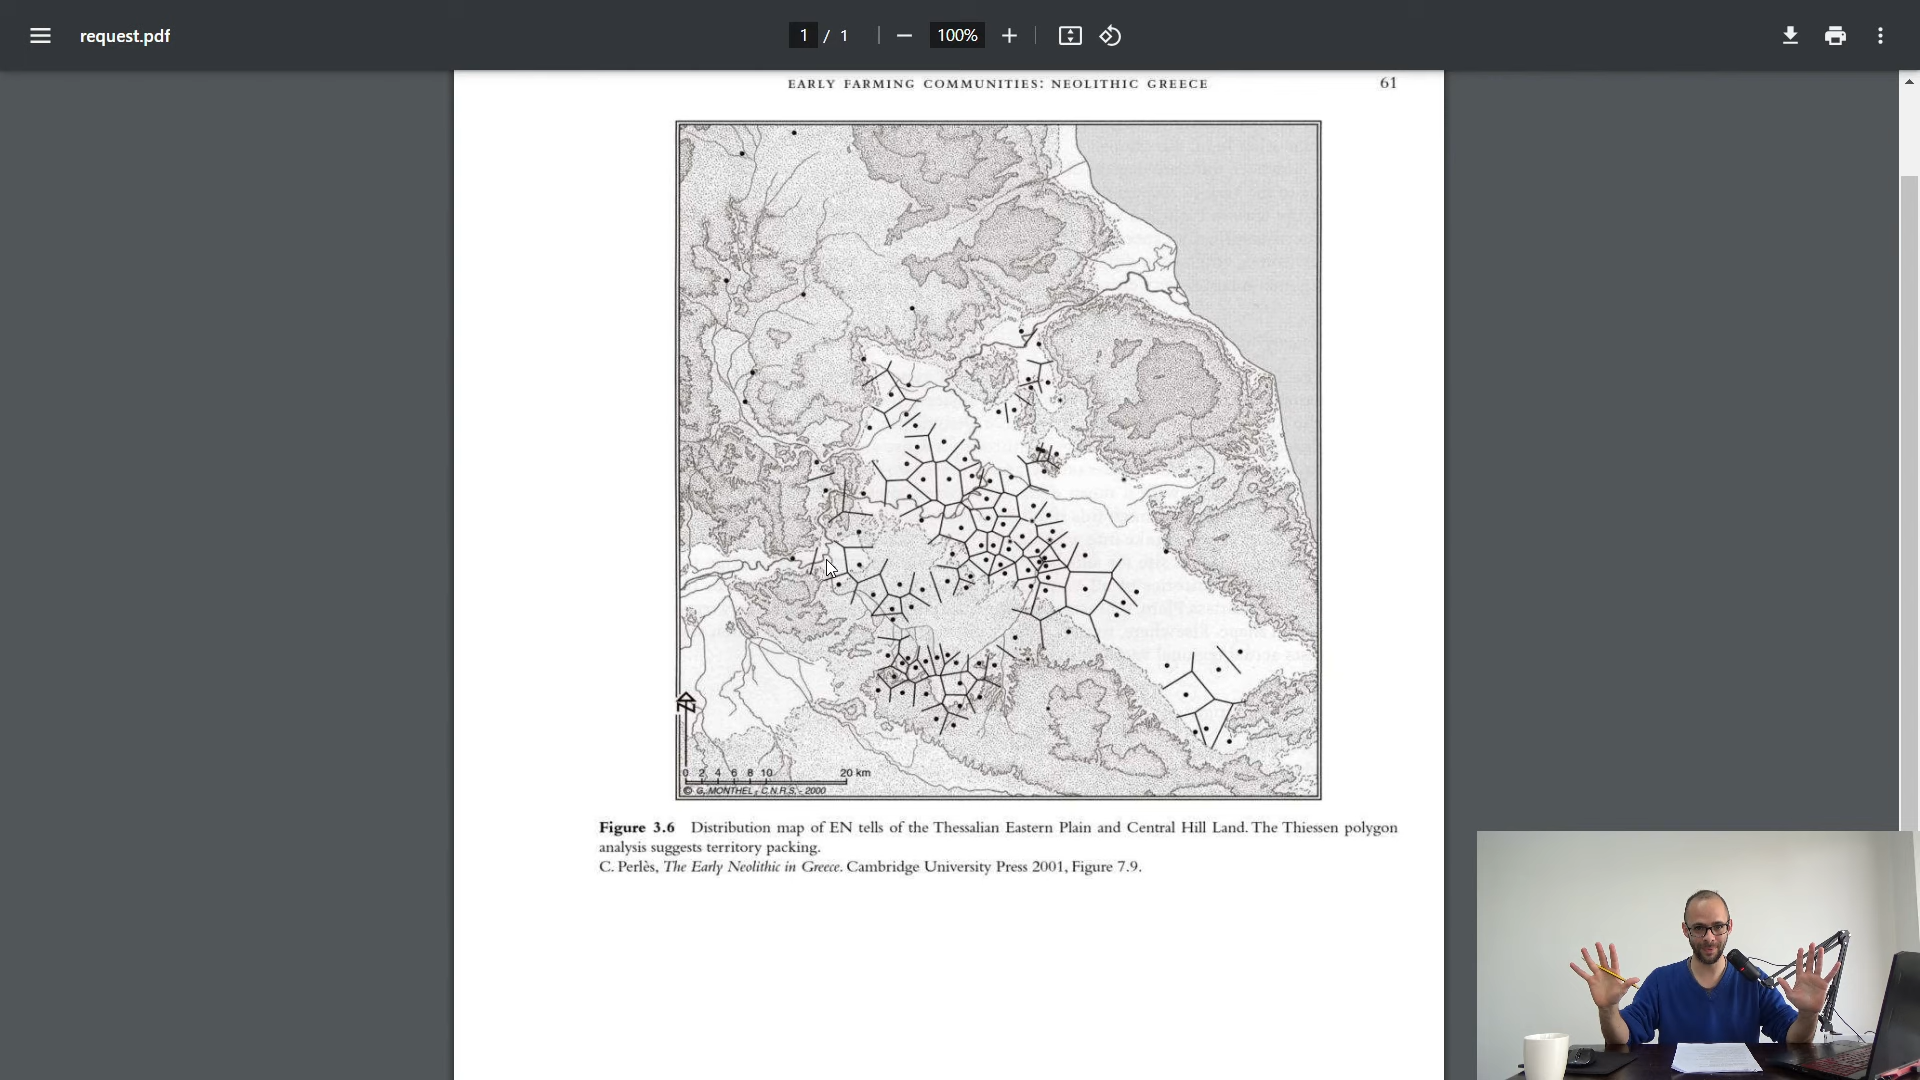 request.pdf
1 / 1
100%
EARLY FARMING COMMUNITIES: NEOLITHIC GREECE 61
0 2 4 6 8 10 20 km
© G. MONTHEL, C.N.R.S. - 2000
Figure 3.6 Distribution map of EN tells of the Thessalian Eastern Plain and Central Hill Land. The Thiessen polygon
analysis suggests territory packing.
C. Perlès, The Early Neolithic in Greece. Cambridge University Press 2001, Figure 7.9.